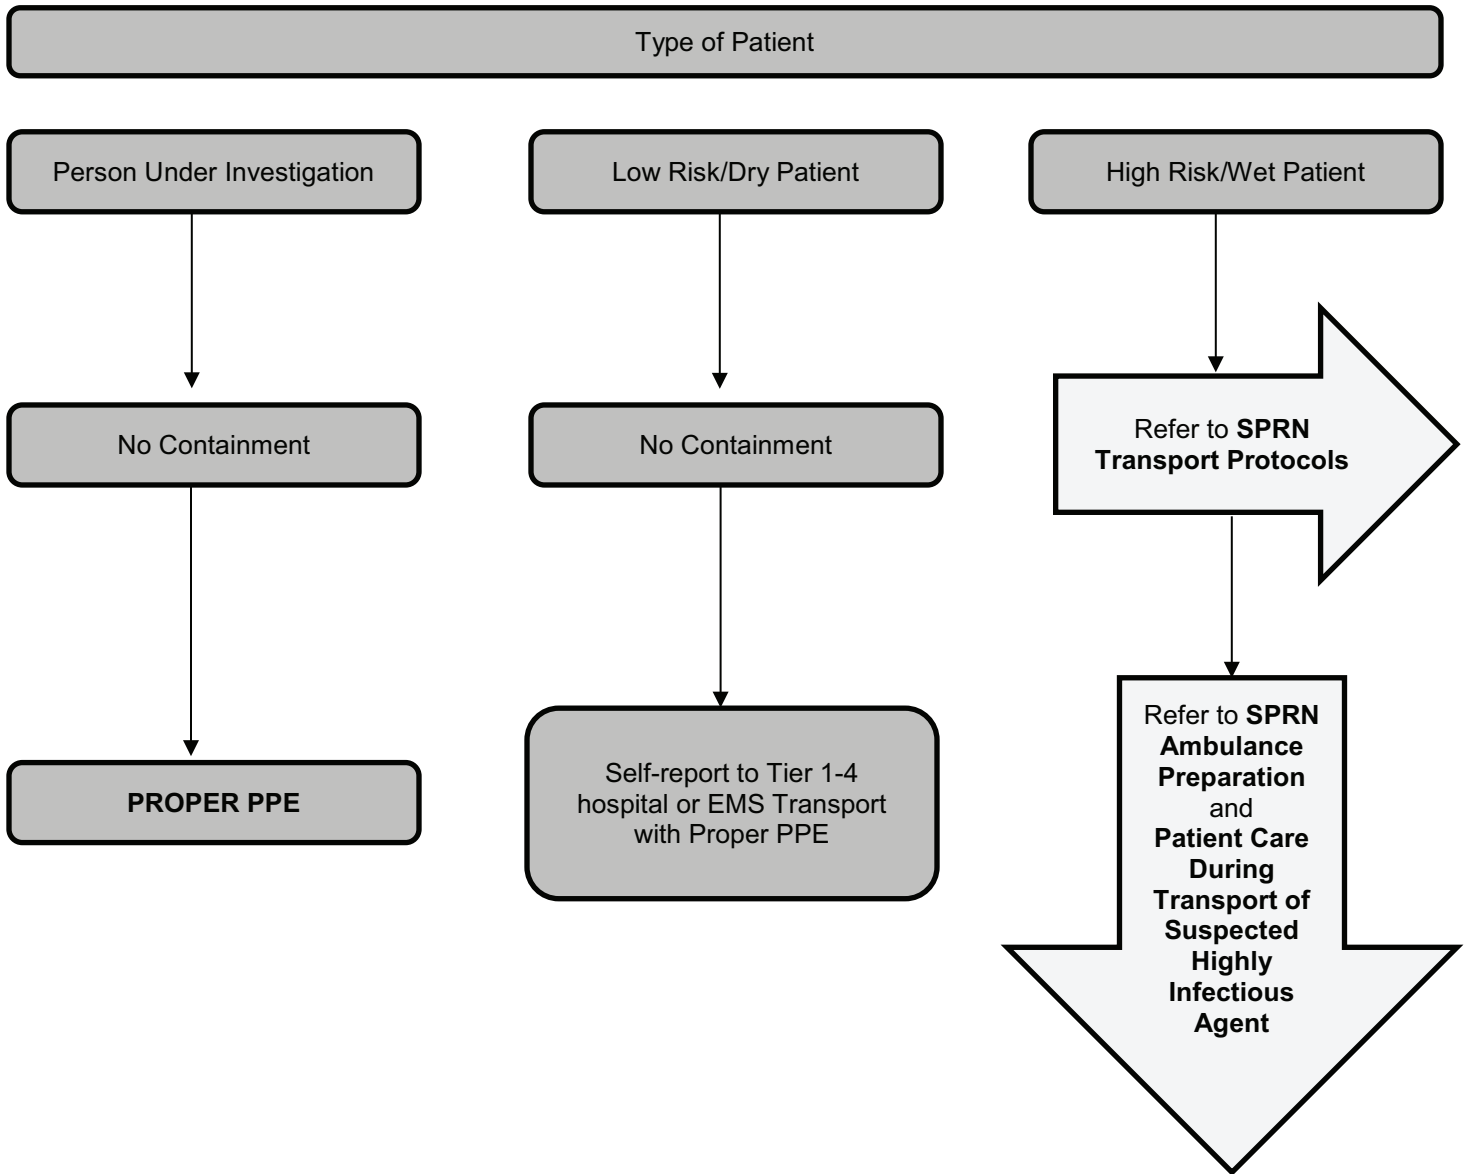 Type of Patient
Person Under Investigation
Low Risk/Dry Patient
High Risk/Wet Patient
No Containment
No Containment
Refer to SPRN
Transport Protocols
PROPER PPE
Self-report to Tier 1-4
hospital or EMS Transport
with Proper PPE
Refer to SPRN
Ambulance
Preparation
and
Patient Care
During
Transport of
Suspected
Highly
Infectious
Agent